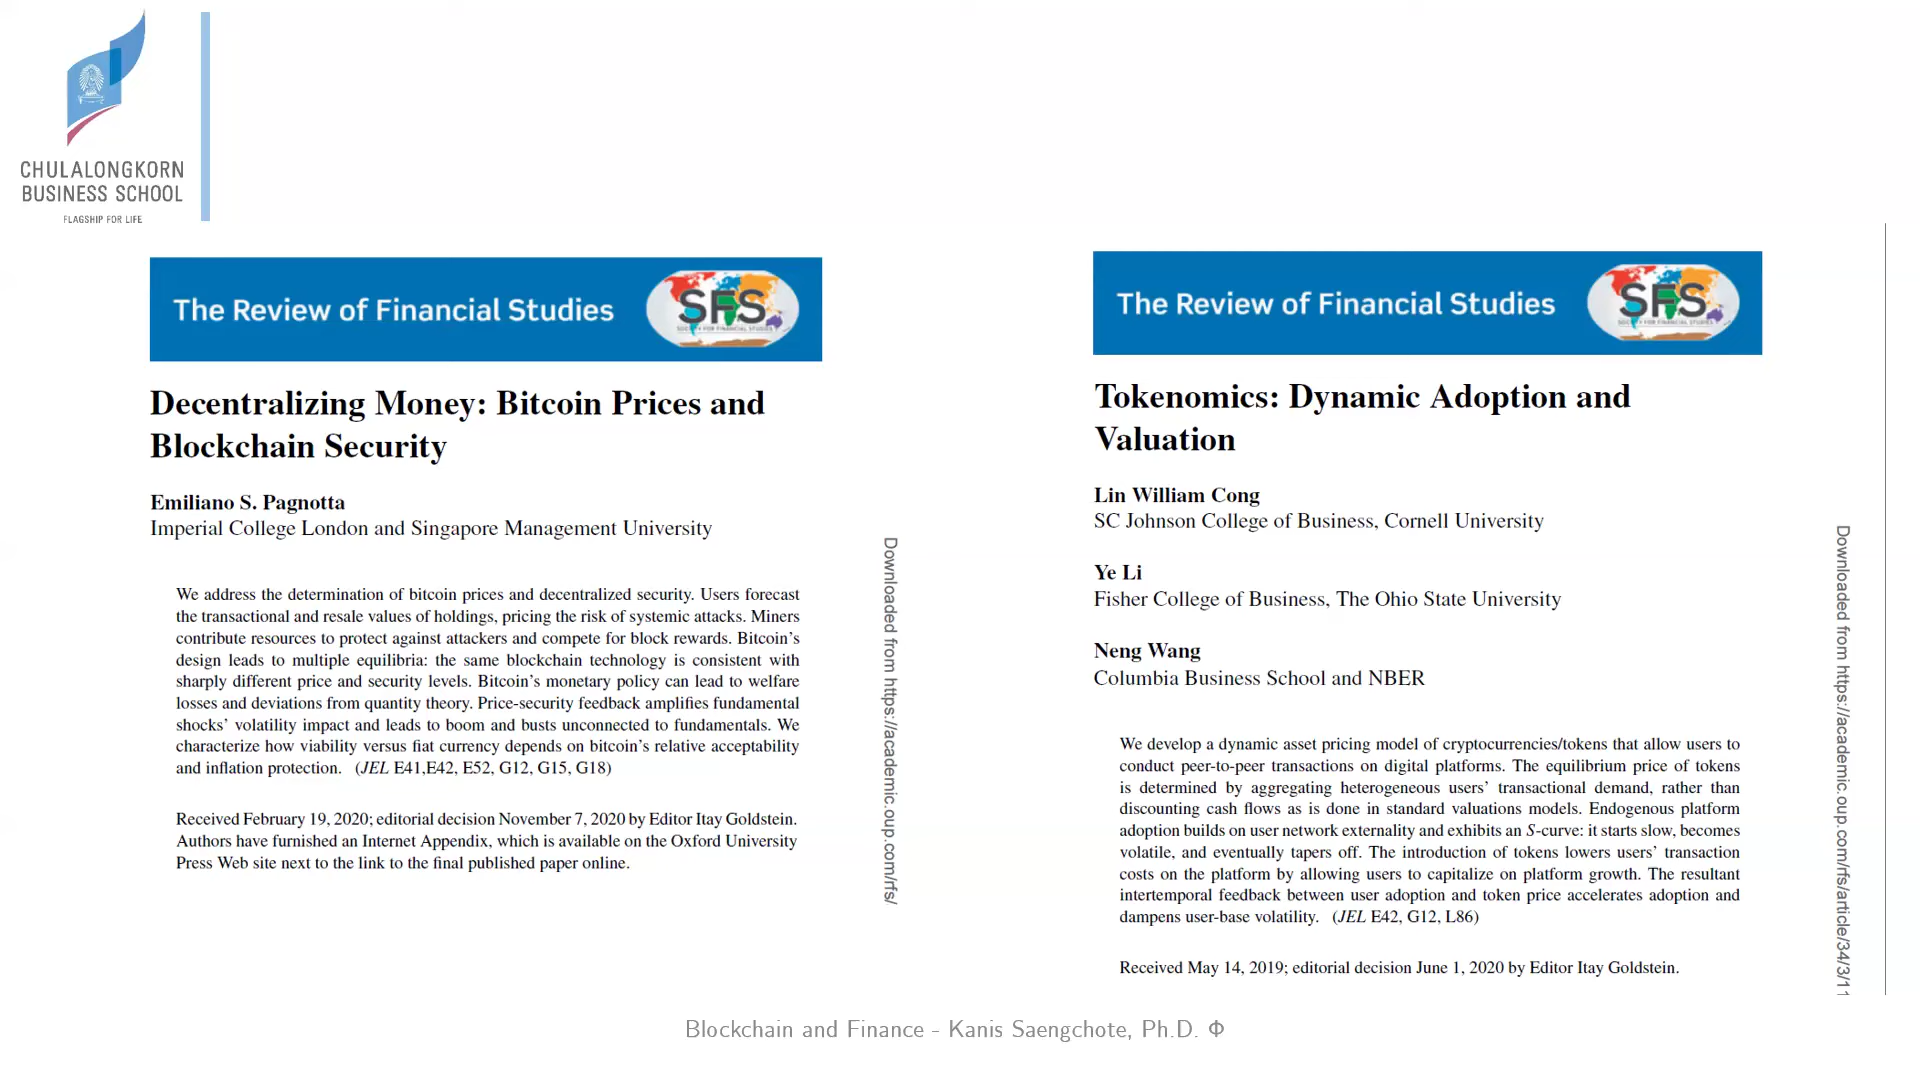 CHULALONGKORN
BUSINESS SCHOOL
FLAGSHIP FOR LIFE
The Review of Financial Studies
SFS
SOCIETY FOR FINANCIAL STUDIES
Decentralizing Money: Bitcoin Prices and
Blockchain Security
Emiliano S. Pagnotta
Imperial College London and Singapore Management University
We address the determination of bitcoin prices and decentralized security. Users forecast
the transactional and resale values of holdings, pricing the risk of systemic attacks. Miners
contribute resources to protect against attackers and compete for block rewards. Bitcoin's
design leads to multiple equilibria: the same blockchain technology is consistent with
sharply different price and security levels. Bitcoin's monetary policy can lead to welfare
losses and deviations from quantity theory. Price-security feedback amplifies fundamental
shocks' volatility impact and leads to boom and busts unconnected to fundamentals. We
characterize how viability versus fiat currency depends on bitcoin's relative acceptability
and inflation protection. (JEL E41,E42, E52, G12, G15, G18)
Received February 19, 2020; editorial decision November 7, 2020 by Editor Itay Goldstein.
Authors have furnished an Internet Appendix, which is available on the Oxford University
Press Web site next to the link to the final published paper online.
Downloaded from https://academic.oup.com/rfs/
The Review of Financial Studies
SFS
SOCIETY FOR FINANCIAL STUDIES
Tokenomics: Dynamic Adoption and
Valuation
Lin William Cong
SC Johnson College of Business, Cornell University
Ye Li
Fisher College of Business, The Ohio State University
Neng Wang
Columbia Business School and NBER
We develop a dynamic asset pricing model of cryptocurrencies/tokens that allow users to
conduct peer-to-peer transactions on digital platforms. The equilibrium price of tokens
is determined by aggregating heterogeneous users' transactional demand, rather than
discounting cash flows as is done in standard valuations models. Endogenous platform
adoption builds on user network externality and exhibits an S-curve: it starts slow, becomes
volatile, and eventually tapers off. The introduction of tokens lowers users' transaction
costs on the platform by allowing users to capitalize on platform growth. The resultant
intertemporal feedback between user adoption and token price accelerates adoption and
dampens user-base volatility. (JEL E42, G12, L86)
Received May 14, 2019; editorial decision June 1, 2020 by Editor Itay Goldstein.
Downloaded from https://academic.oup.com/rfs/article/34/3/11
Blockchain and Finance - Kanis Saengchote, Ph.D. Φ